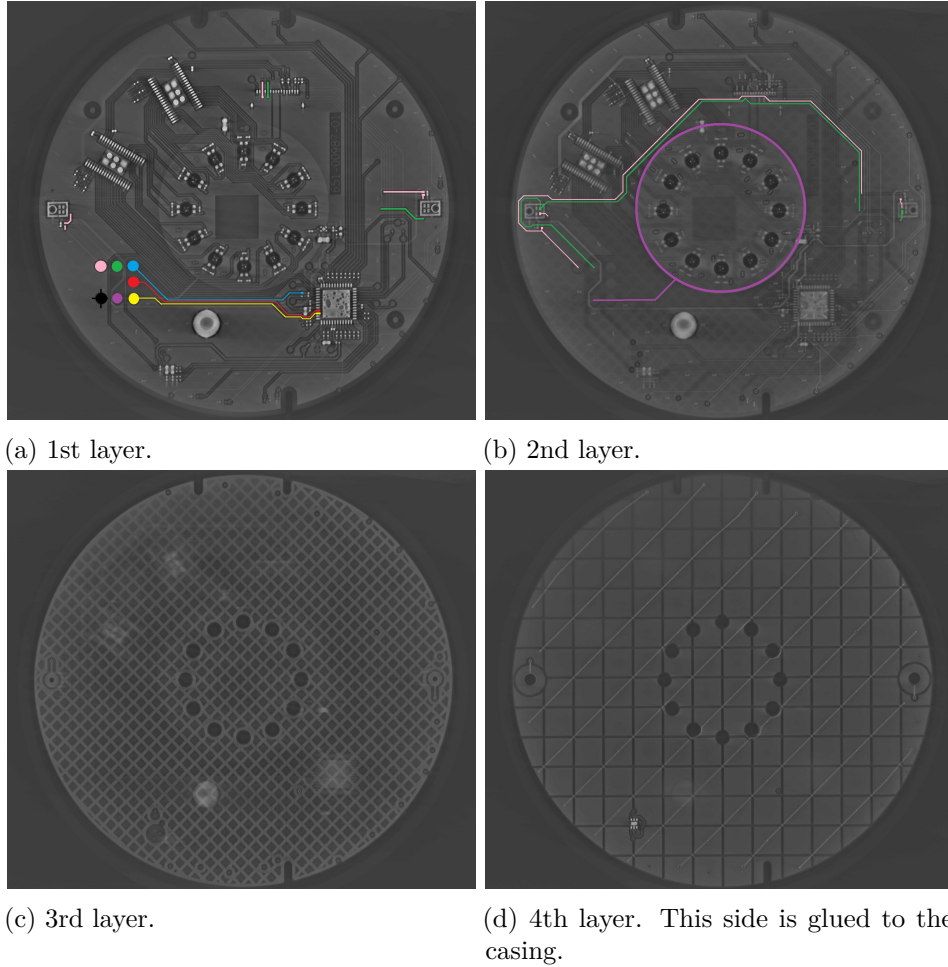 (a) 1st layer.
(b) 2nd layer.
(c) 3rd layer.
(d) 4th layer. This side is glued to the
casing.